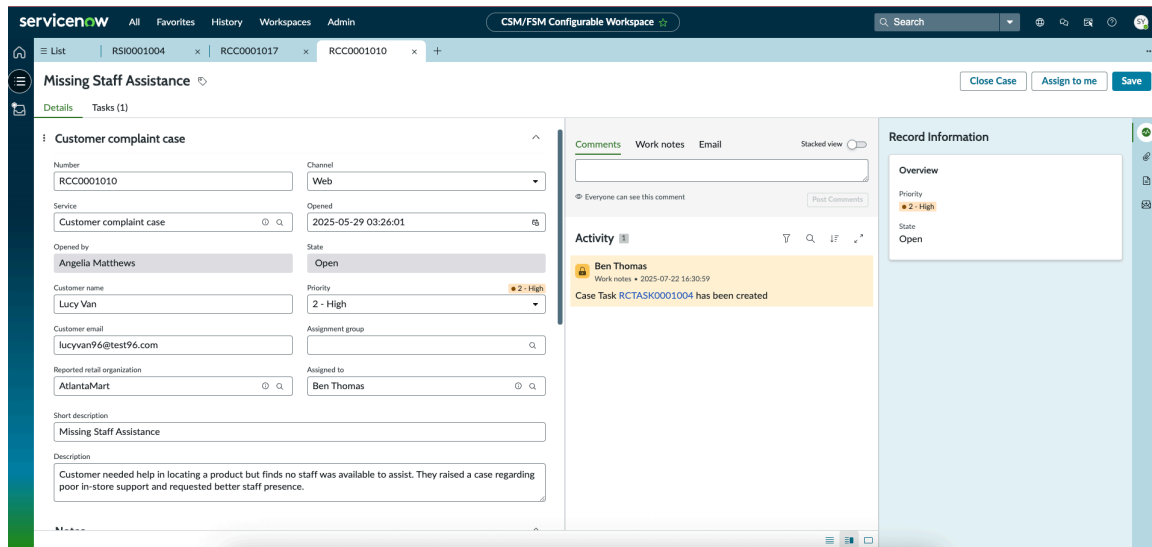 servicenow All Favorites History Workspaces Admin CSM/FSM Configurable Workspace Search SY
List RSI0001004 × RCC0001017 × RCC0001010 × +
Missing Staff Assistance
Close Case Assign to me Save
Details Tasks (1)
Customer complaint case
Number
RCC0001010
Channel
Web
Service
Customer complaint case
Opened
2025-05-29 03:26:01
Opened by
Angelia Matthews
State
Open
Customer name
Lucy Van
Priority
2 - High
2 - High
Customer email
lucyvan96@test96.com
Assignment group
Reported retail organization
AtlantaMart
Assigned to
Ben Thomas
Short description
Missing Staff Assistance
Description
Customer needed help in locating a product but finds no staff was available to assist. They raised a case regarding
poor in-store support and requested better staff presence.
Notes
Comments Work notes Email Stacked view
Everyone can see this comment Post Comments
Activity 1
Ben Thomas
Work notes • 2025-07-22 16:30:59
Case Task RCTASK0001004 has been created
Record Information
Overview
Priority
2 - High
State
Open